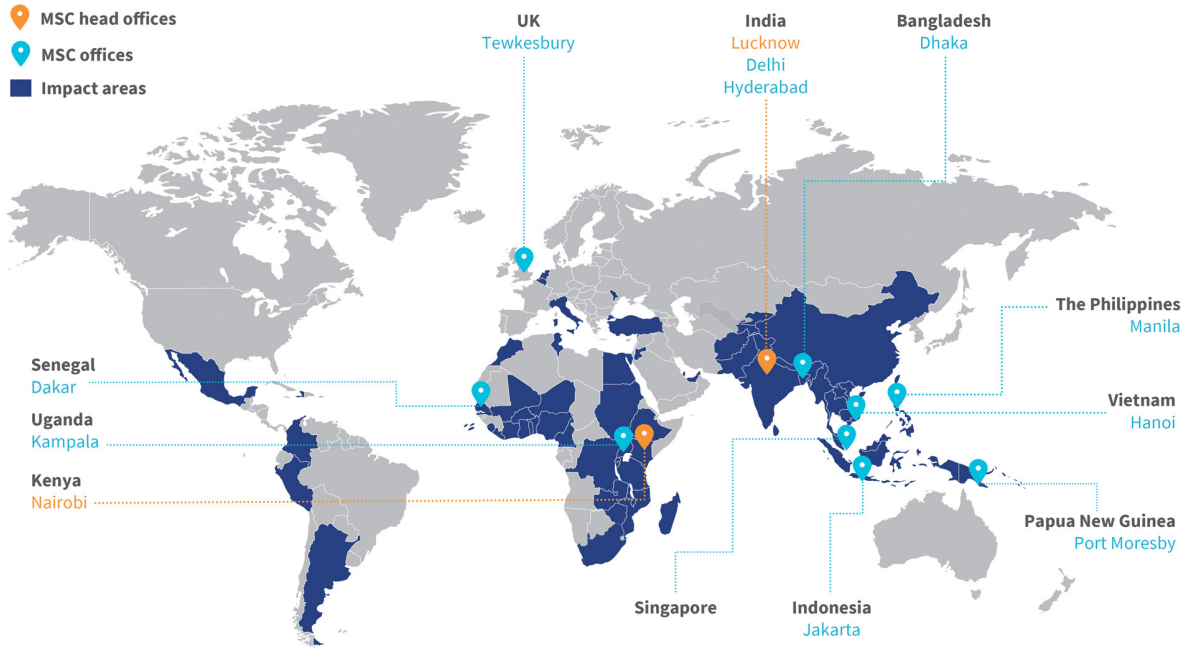 MSC head offices
MSC offices
Impact areas
UK
Tewkesbury
India
Lucknow
Delhi
Hyderabad
Bangladesh
Dhaka
The Philippines
Manila
Senegal
Dakar
Uganda
Kampala
Kenya
Nairobi
Vietnam
Hanoi
Papua New Guinea
Port Moresby
Singapore
Indonesia
Jakarta